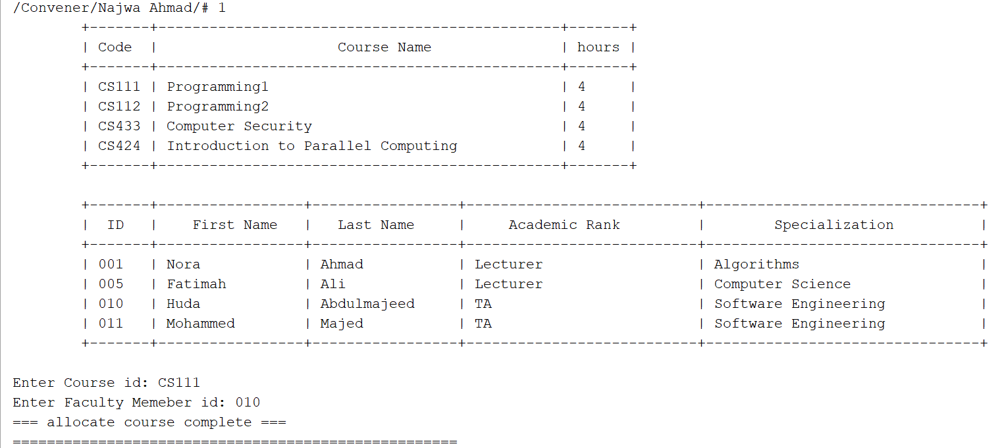 /Convener/Najwa Ahmad/# 1
+-------+-----------------------------------------------+-------+
| Code  |                     Course Name               | hours |
+-------+-----------------------------------------------+-------+
| CS111 | Programming1                                  | 4     |
| CS112 | Programming2                                  | 4     |
| CS433 | Computer Security                             | 4     |
| CS424 | Introduction to Parallel Computing            | 4     |
+-------+-----------------------------------------------+-------+
+-------+-----------------+-----------------+---------------------------+--------------------------------+
|  ID   |    First Name   |   Last Name     |     Academic Rank         |        Specialization          |
+-------+-----------------+-----------------+---------------------------+--------------------------------+
| 001   | Nora            | Ahmad           | Lecturer                  | Algorithms                     |
| 005   | Fatimah         | Ali             | Lecturer                  | Computer Science               |
| 010   | Huda            | Abdulmajeed     | TA                        | Software Engineering           |
| 011   | Mohammed        | Majed           | TA                        | Software Engineering           |
+-------+-----------------+-----------------+---------------------------+--------------------------------+
Enter Course id: CS111
Enter Faculty Memeber id: 010
=== allocate course complete ===
====================================================